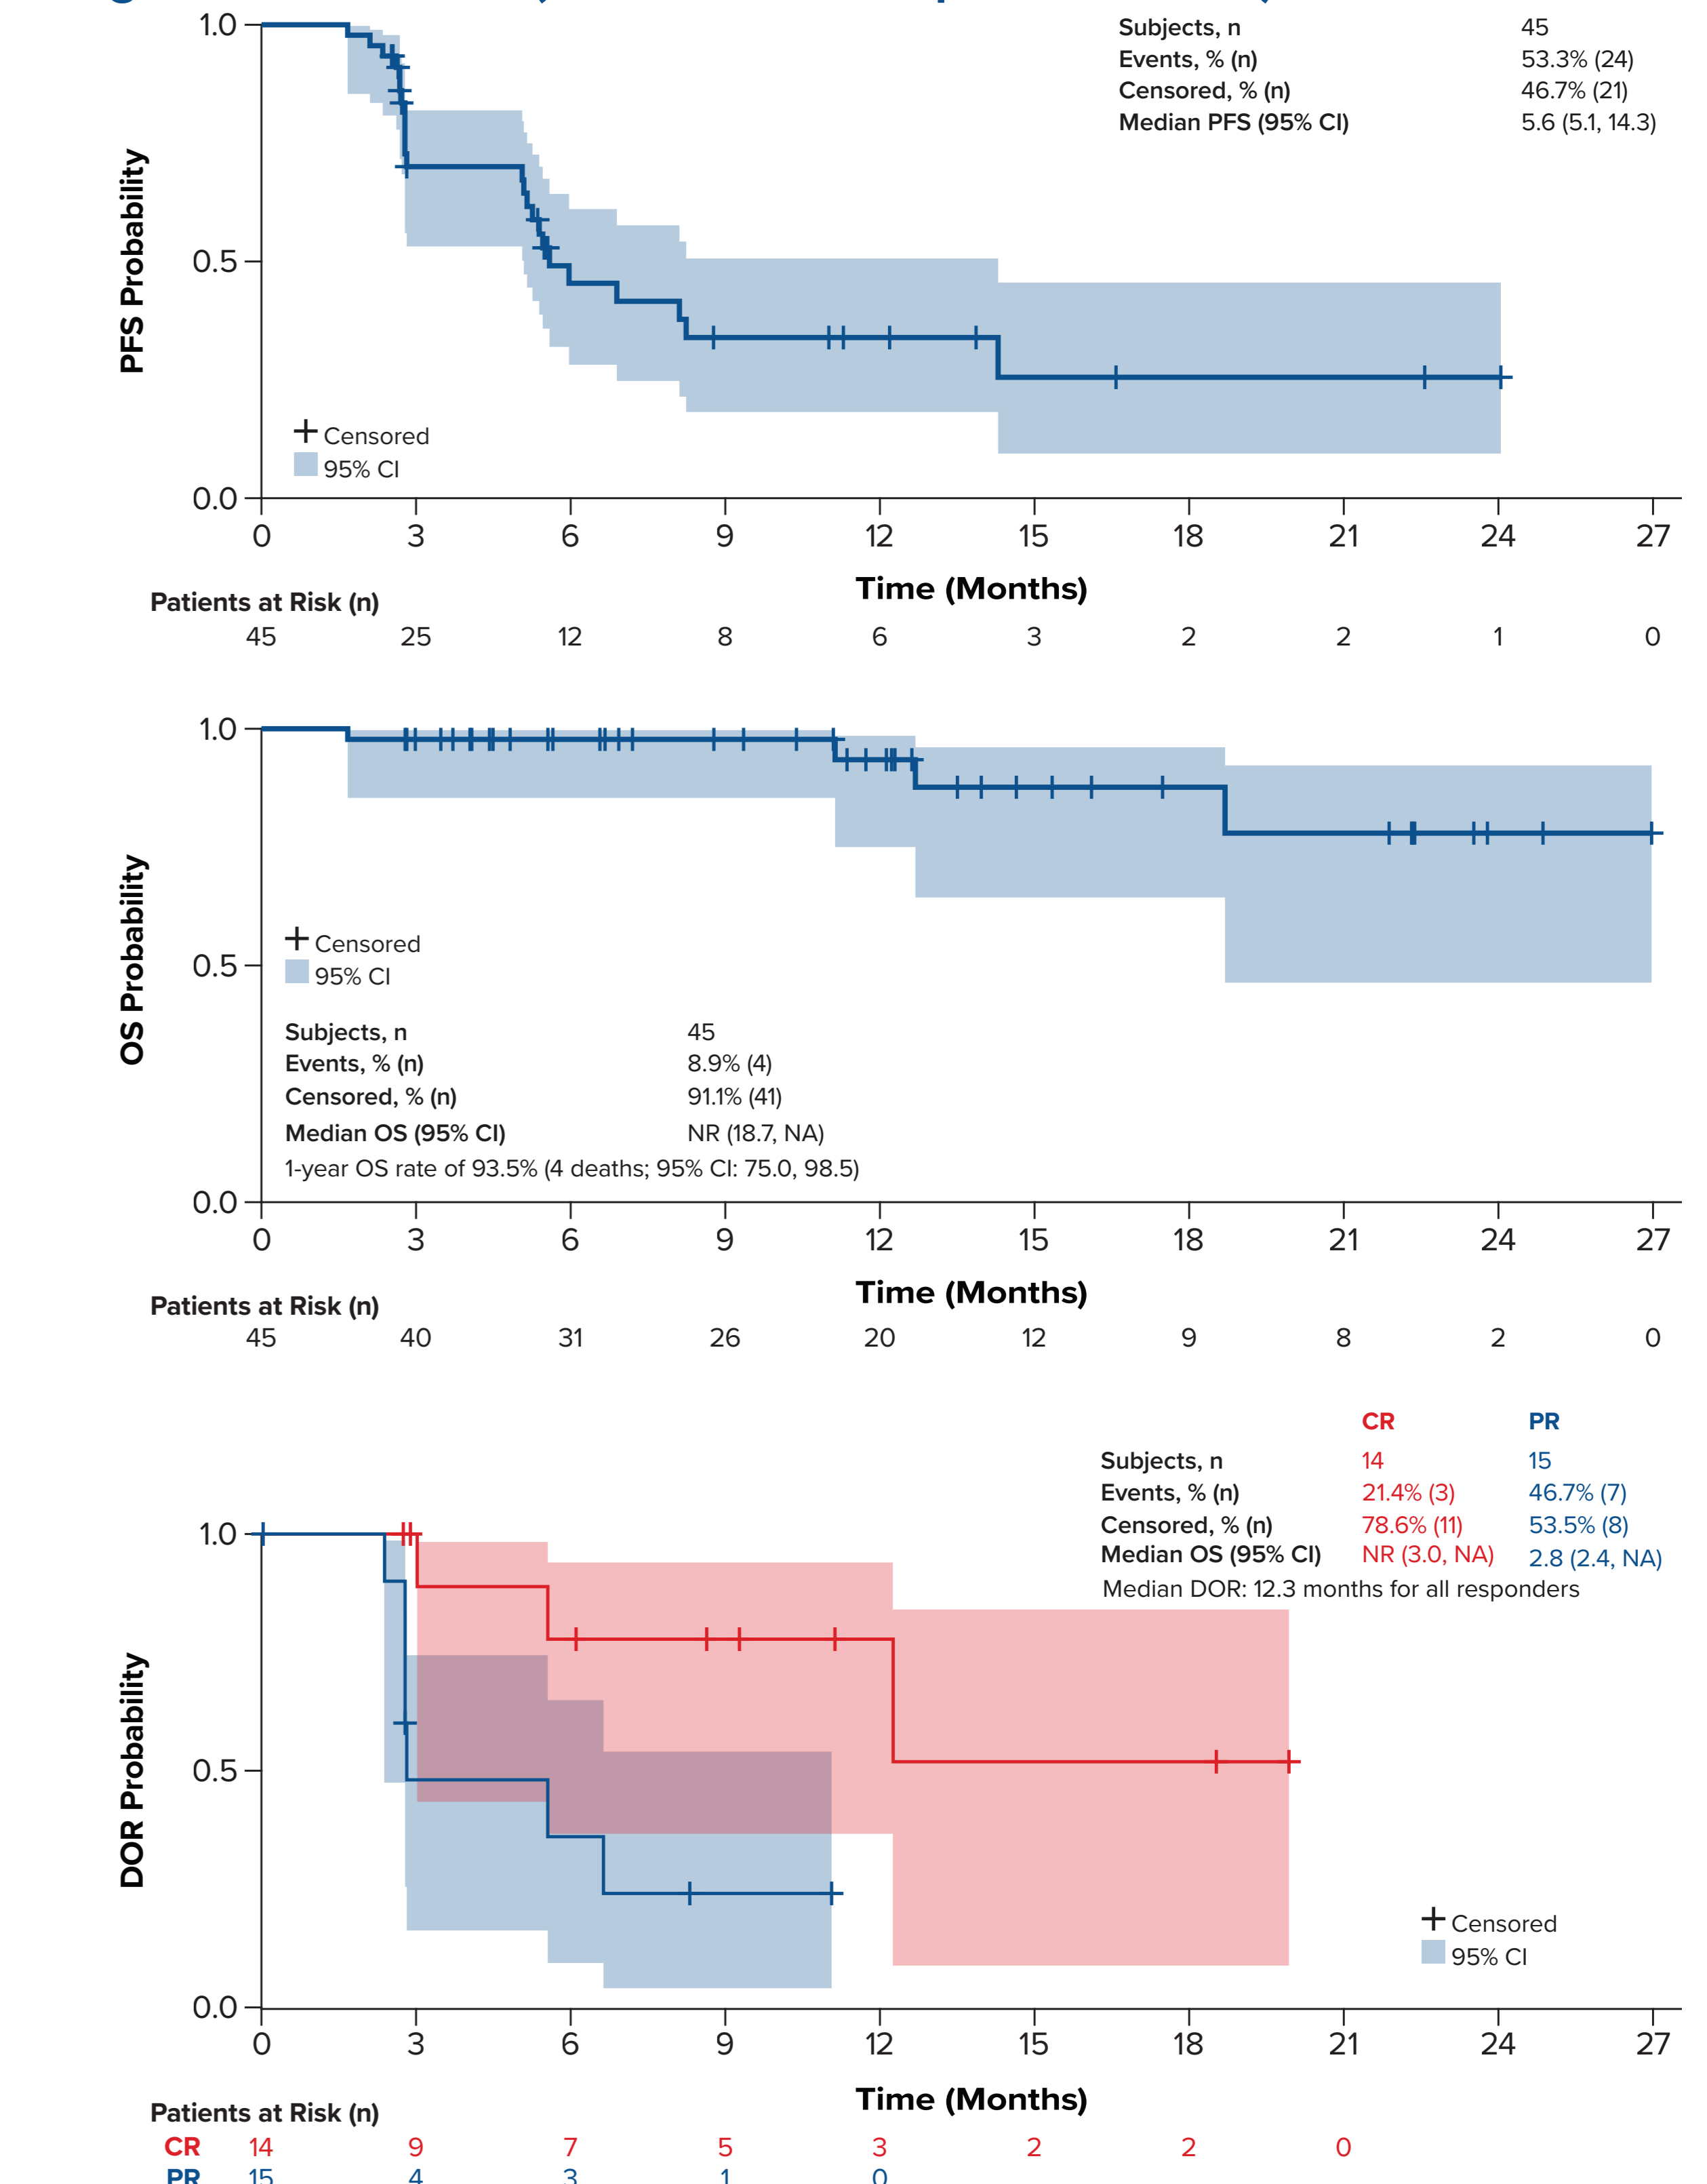 1.0
Subjects, n 45
Events, % (n) 53.3% (24)
Censored, % (n) 46.7% (21)
Median PFS (95% CI) 5.6 (5.1, 14.3)
PFS Probability
0.5
+ Censored
95% CI
0.0
0 3 6 9 12 15 18 21 24 27
Time (Months)
Patients at Risk (n)
45 25 12 8 6 3 2 2 1 0
1.0
OS Probability
0.5
+ Censored
95% CI
Subjects, n 45
Events, % (n) 8.9% (4)
Censored, % (n) 91.1% (41)
Median OS (95% CI) NR (18.7, NA)
1-year OS rate of 93.5% (4 deaths; 95% CI: 75.0, 98.5)
0.0
0 3 6 9 12 15 18 21 24 27
Time (Months)
Patients at Risk (n)
45 40 31 26 20 12 9 8 2 0
CR PR
Subjects, n 14 15
Events, % (n) 21.4% (3) 46.7% (7)
Censored, % (n) 78.6% (11) 53.5% (8)
Median OS (95% CI) NR (3.0, NA) 2.8 (2.4, NA)
Median DOR: 12.3 months for all responders
1.0
DOR Probability
0.5
+ Censored
95% CI
0.0
0 3 6 9 12 15 18 21 24 27
Time (Months)
Patients at Risk (n)
CR 14 9 7 5 3 2 2 0
PR 15 4 3 1 0